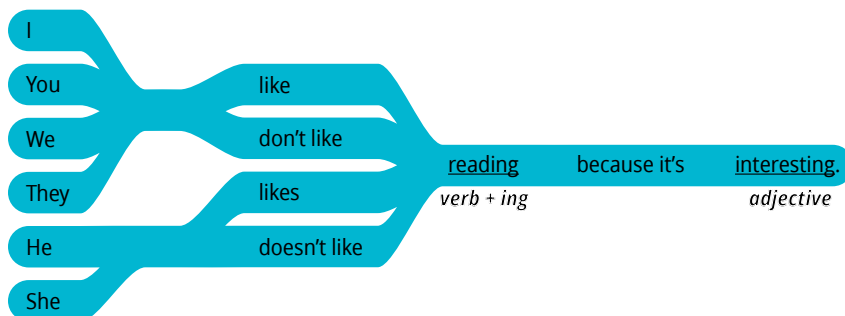 I
You
We
They
He
She
like
don't like
likes
doesn't like
reading because it's interesting.
verb + ing adjective